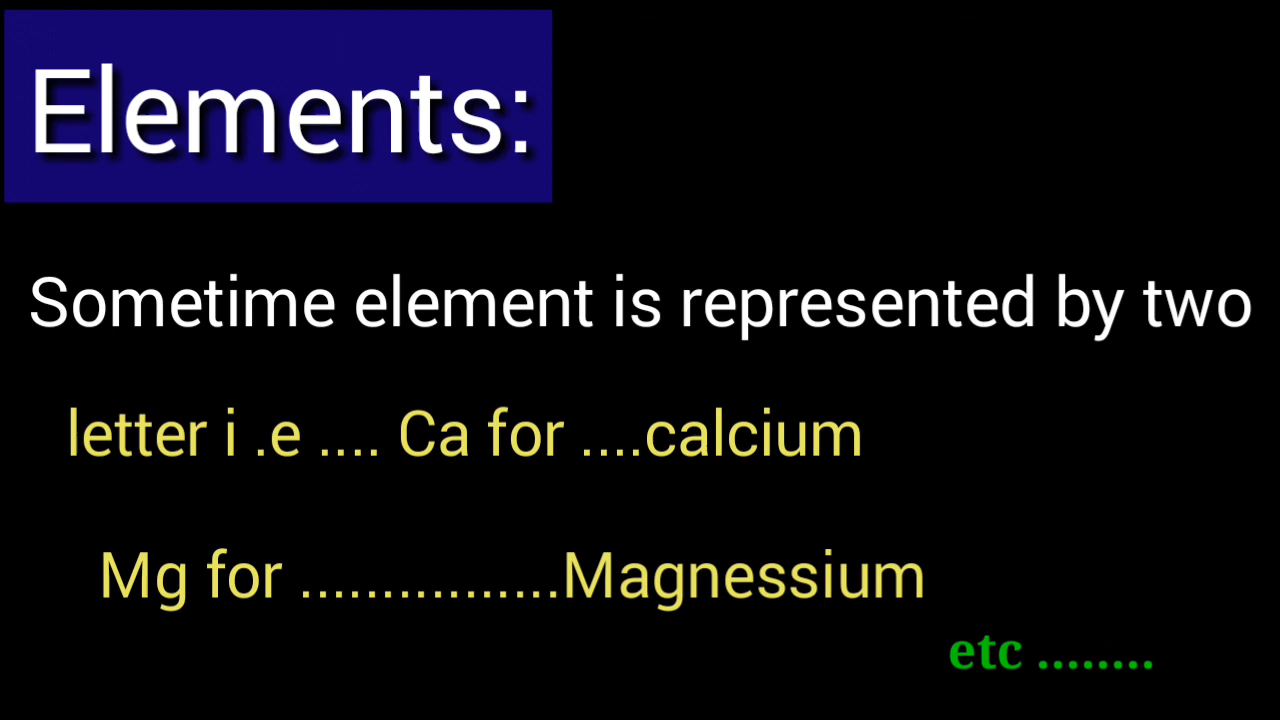 Elements:
Sometime element is represented by two
letter i .e .... Ca for ....calcium
Mg for ................Magnessium
etc ........